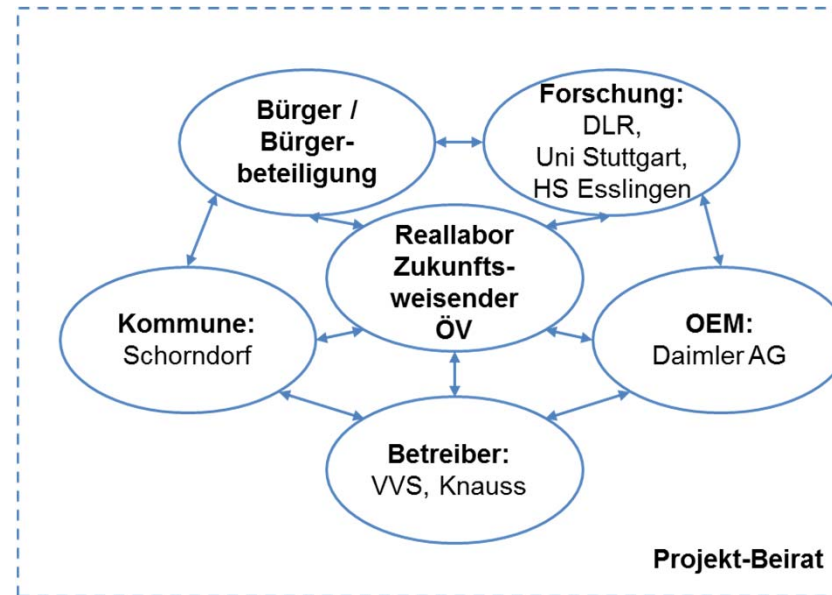 Bürger /
Bürger-
beteiligung
Forschung:
DLR,
Uni Stuttgart,
HS Esslingen
Reallabor
Zukunfts-
weisender
ÖV
Kommune:
Schorndorf
OEM:
Daimler AG
Betreiber:
VVS, Knauss
Projekt-Beirat